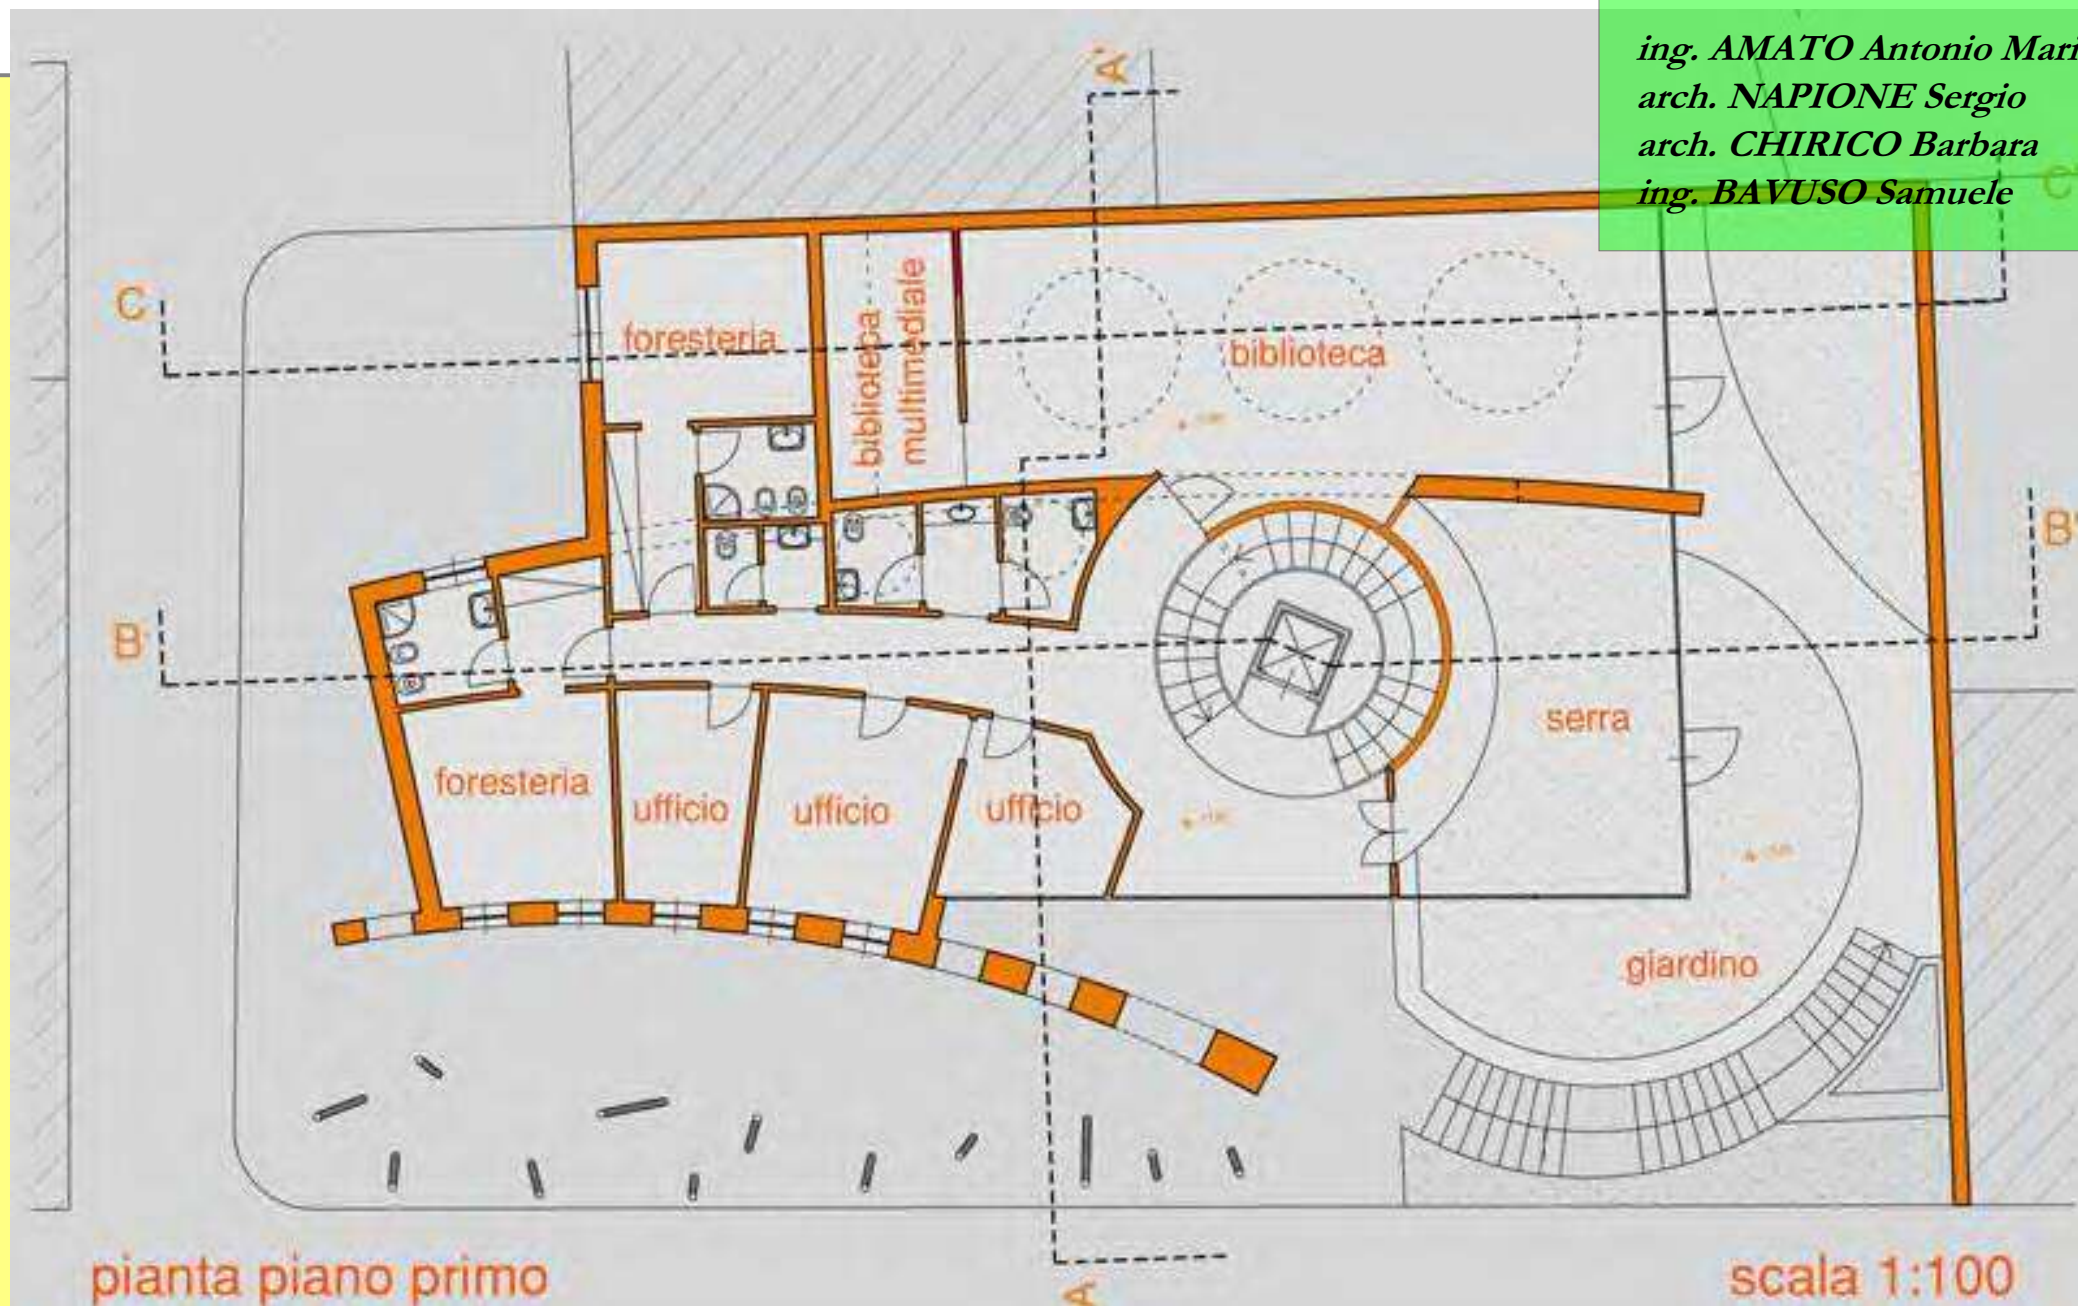 ing. AMATO Antonio Mari
arch. NAPIONE Sergio
arch. CHIRICO Barbara
ing. BAVUSO Samuele
A'
C'
C
foresteria
biblioteca
multimediale
biblioteca
B'
B
serra
foresteria
ufficio
ufficio
ufficio
giardino
A
pianta piano primo
scala 1:100